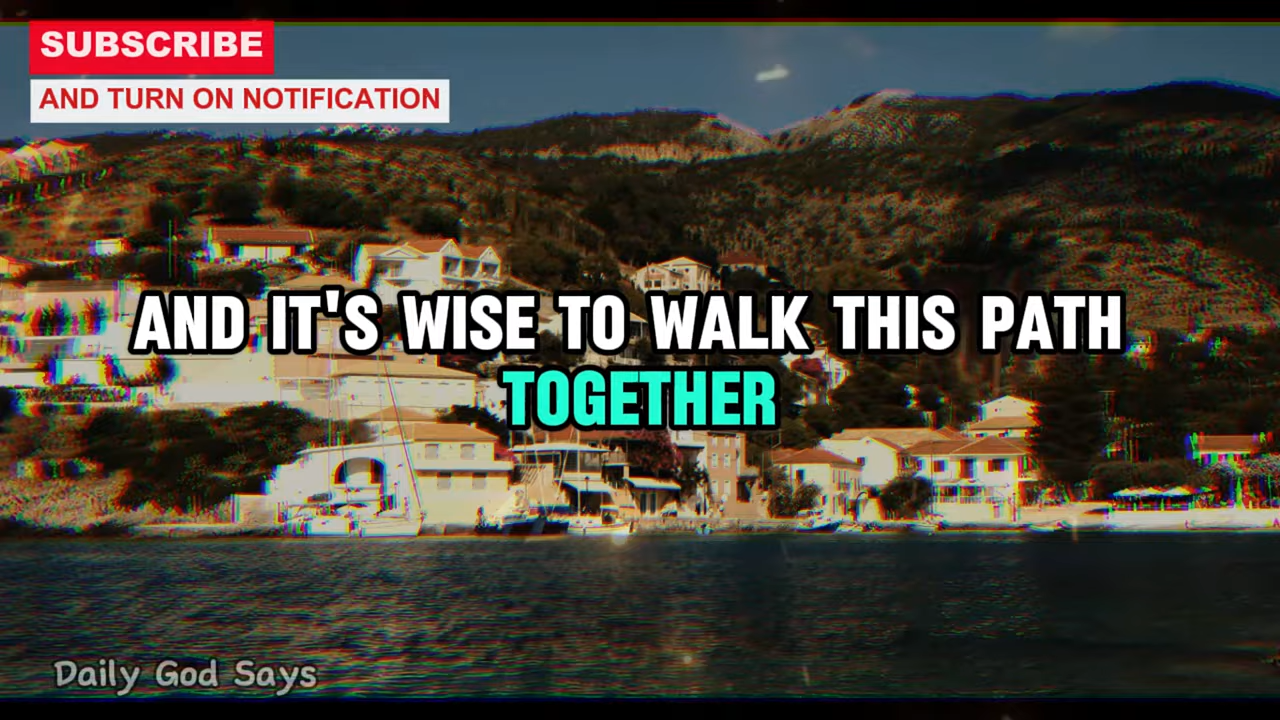 SUBSCRIBE
AND TURN ON NOTIFICATION
AND IT'S WISE TO WALK THIS PATH
TOGETHER
Daily God Says